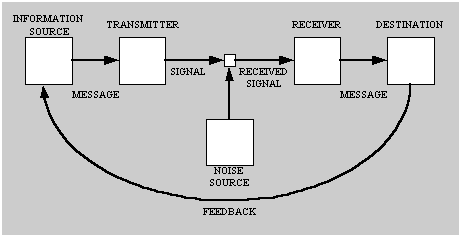 INFORMATION
SOURCE
TRANSMITTER
RECEIVER
DESTINATION
SIGNAL
RECEIVED
SIGNAL
MESSAGE
MESSAGE
NOISE
SOURCE
FEEDBACK